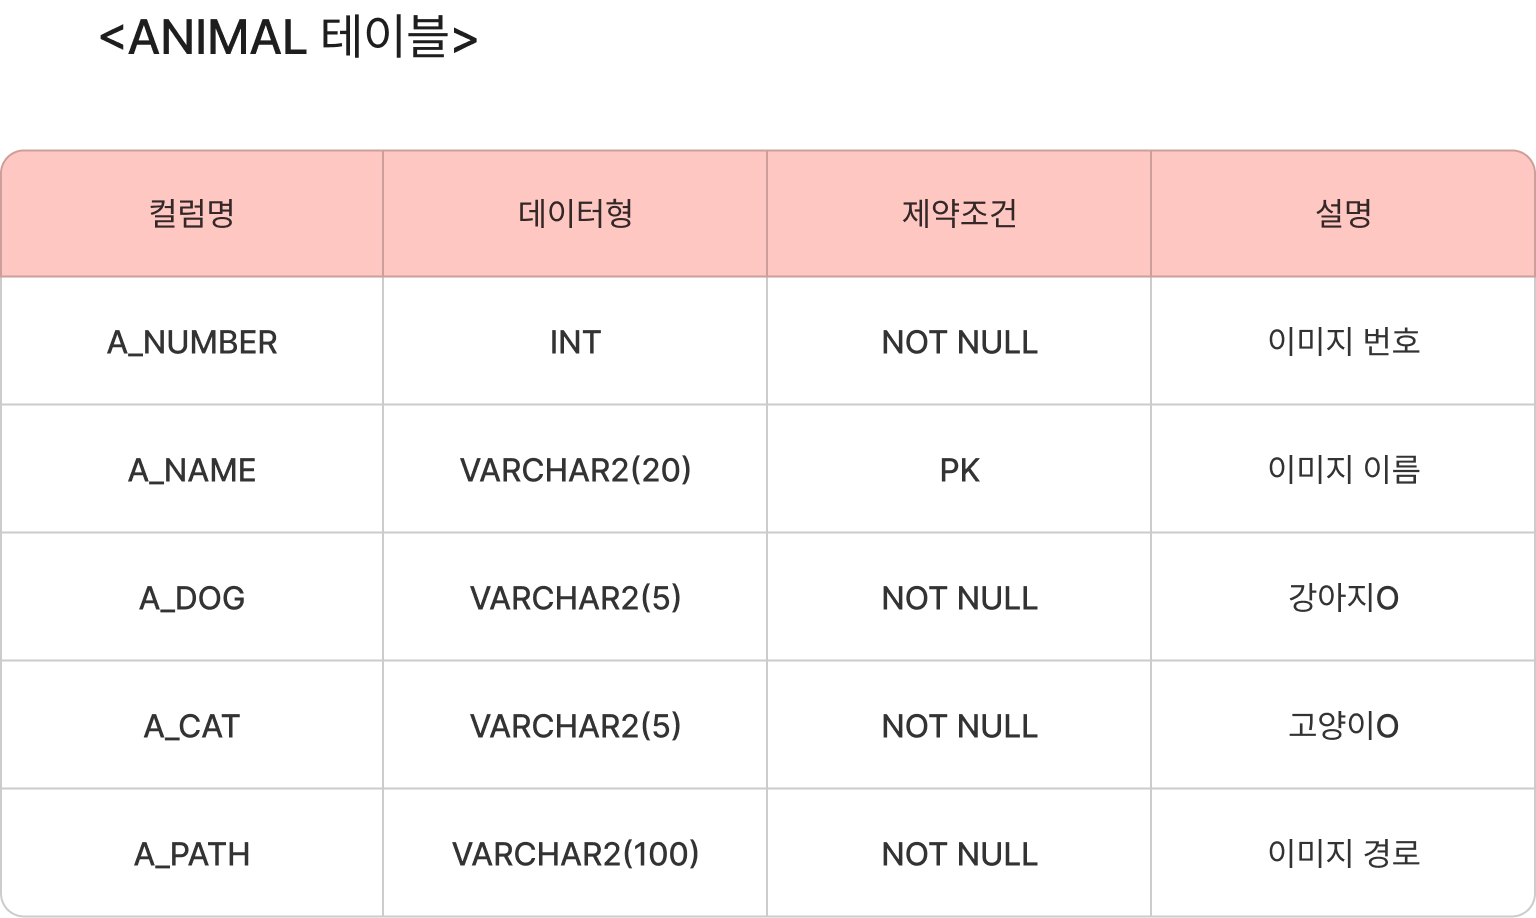 <ANIMAL 테이블>
컬럼명 데이터형 제약조건 설명
A_NUMBER INT NOT NULL 이미지 번호
A_NAME VARCHAR2(20) PK 이미지 이름
A_DOG VARCHAR2(5) NOT NULL 강아지O
A_CAT VARCHAR2(5) NOT NULL 고양이O
A_PATH VARCHAR2(100) NOT NULL 이미지 경로